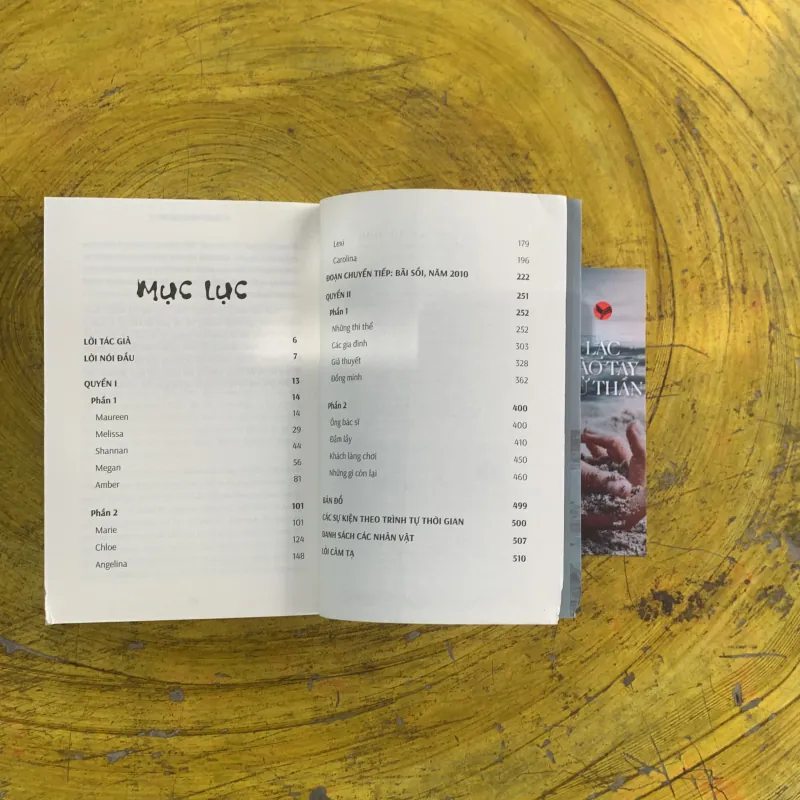 MỤC LỤC
LỜI TÁC GIẢ 6
LỜI NÓI ĐẦU 7
QUYỂN I 13
Phần 1 14
Maureen 14
Melissa 29
Shannan 44
Megan 56
Amber 81
Phần 2 101
Marie 101
Chloe 124
Angelina 148
Lexi 179
Carolina 196
ĐOẠN CHUYỂN TIẾP: BÃI SỒI, NĂM 2010 222
QUYỂN II 251
Phần 1 252
Những thi thể 252
Các gia đình 303
Giả thuyết 328
Đồng minh 362
Phần 2 400
Ông bác sĩ 400
Đầm lầy 410
Khách làng chơi 450
Những gì còn lại 460
BẢN ĐỒ 499
CÁC SỰ KIỆN THEO TRÌNH TỰ THỜI GIAN 500
DANH SÁCH CÁC NHÂN VẬT 507
LỜI CẢM TẠ 510
LẠC
TAY
THẦN